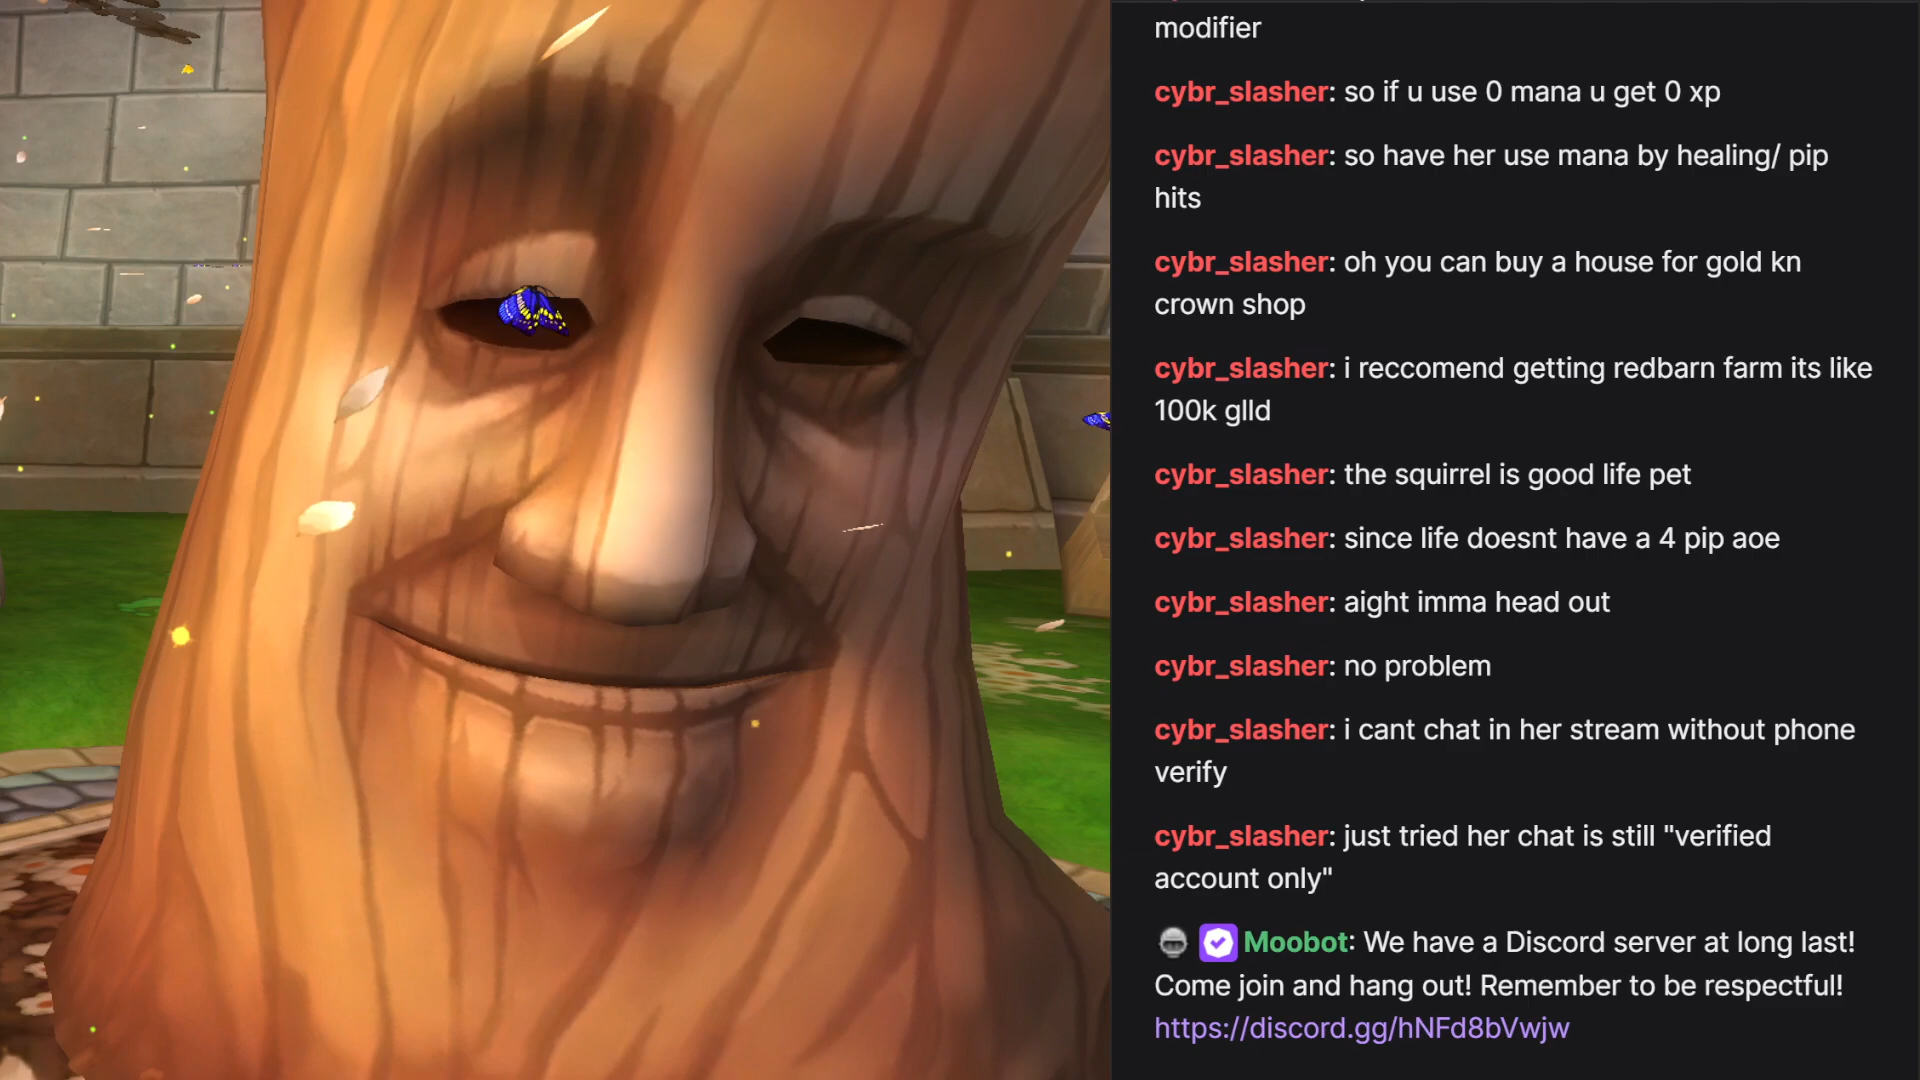 modifier
cybr_slasher: so if u use 0 mana u get 0 xp
cybr_slasher: so have her use mana by healing/ pip
hits
cybr_slasher: oh you can buy a house for gold kn
crown shop
cybr_slasher: i reccomend getting redbarn farm its like
100k glld
cybr_slasher: the squirrel is good life pet
cybr_slasher: since life doesnt have a 4 pip aoe
cybr_slasher: aight imma head out
cybr_slasher: no problem
cybr_slasher: i cant chat in her stream without phone
verify
cybr_slasher: just tried her chat is still "verified
account only"
Moobot: We have a Discord server at long last!
Come join and hang out! Remember to be respectful!
https://discord.gg/hNFd8bVwjw